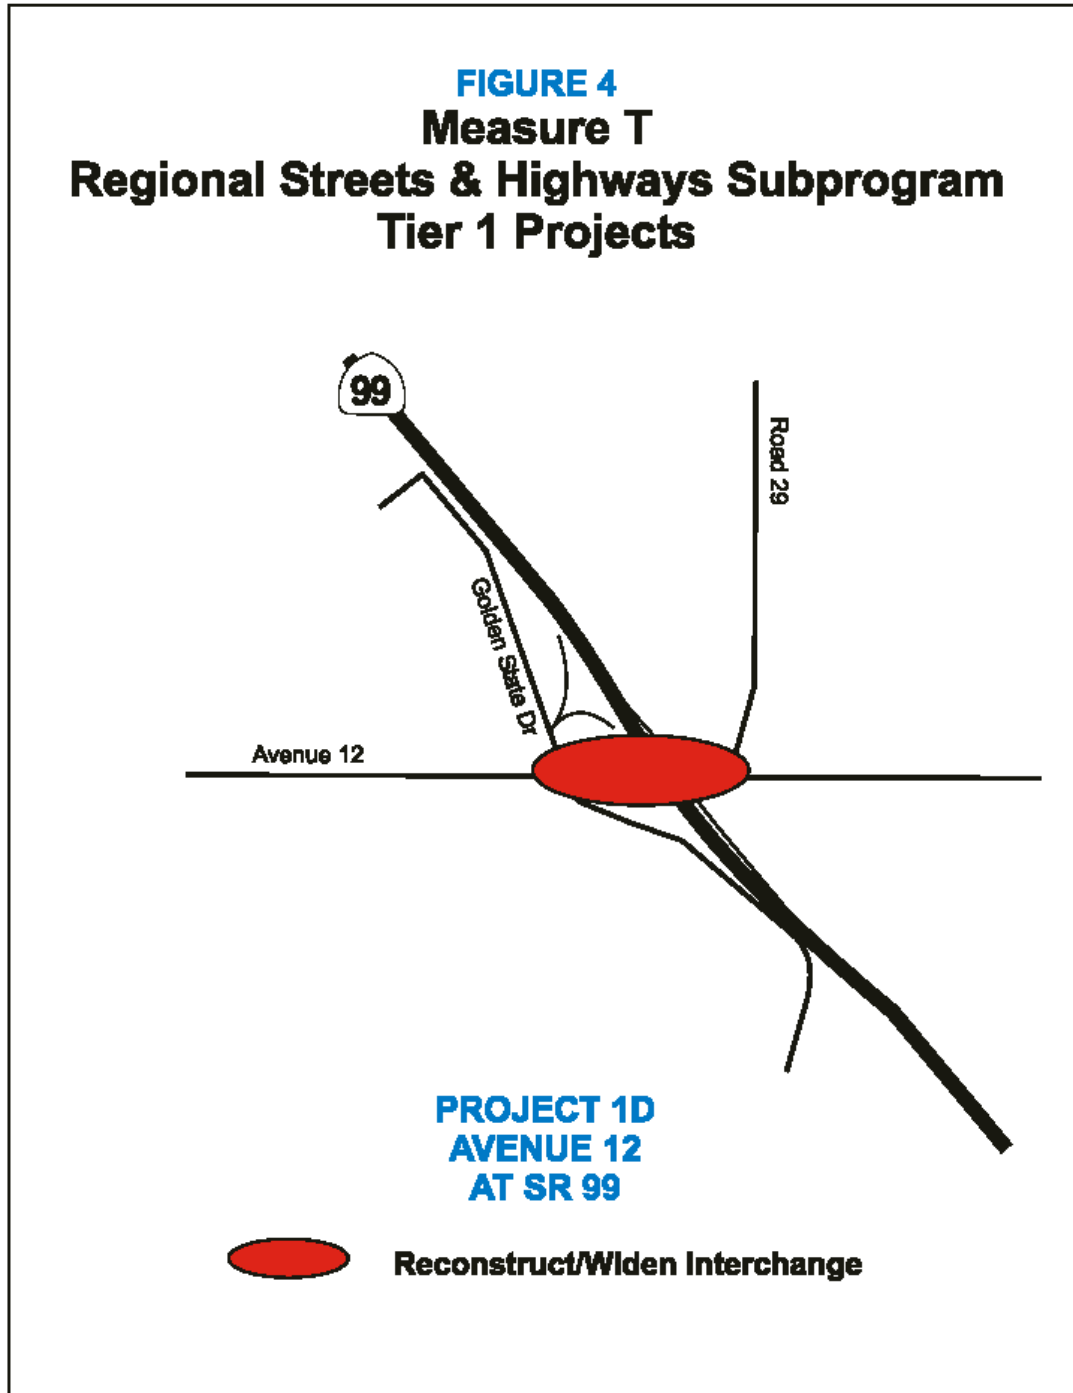 FIGURE 4
Measure T
Regional Streets & Highways Subprogram
Tier 1 Projects
99
Road 29
Golden State Dr
Avenue 12
PROJECT 1D
AVENUE 12
AT SR 99
Reconstruct/Widen Interchange